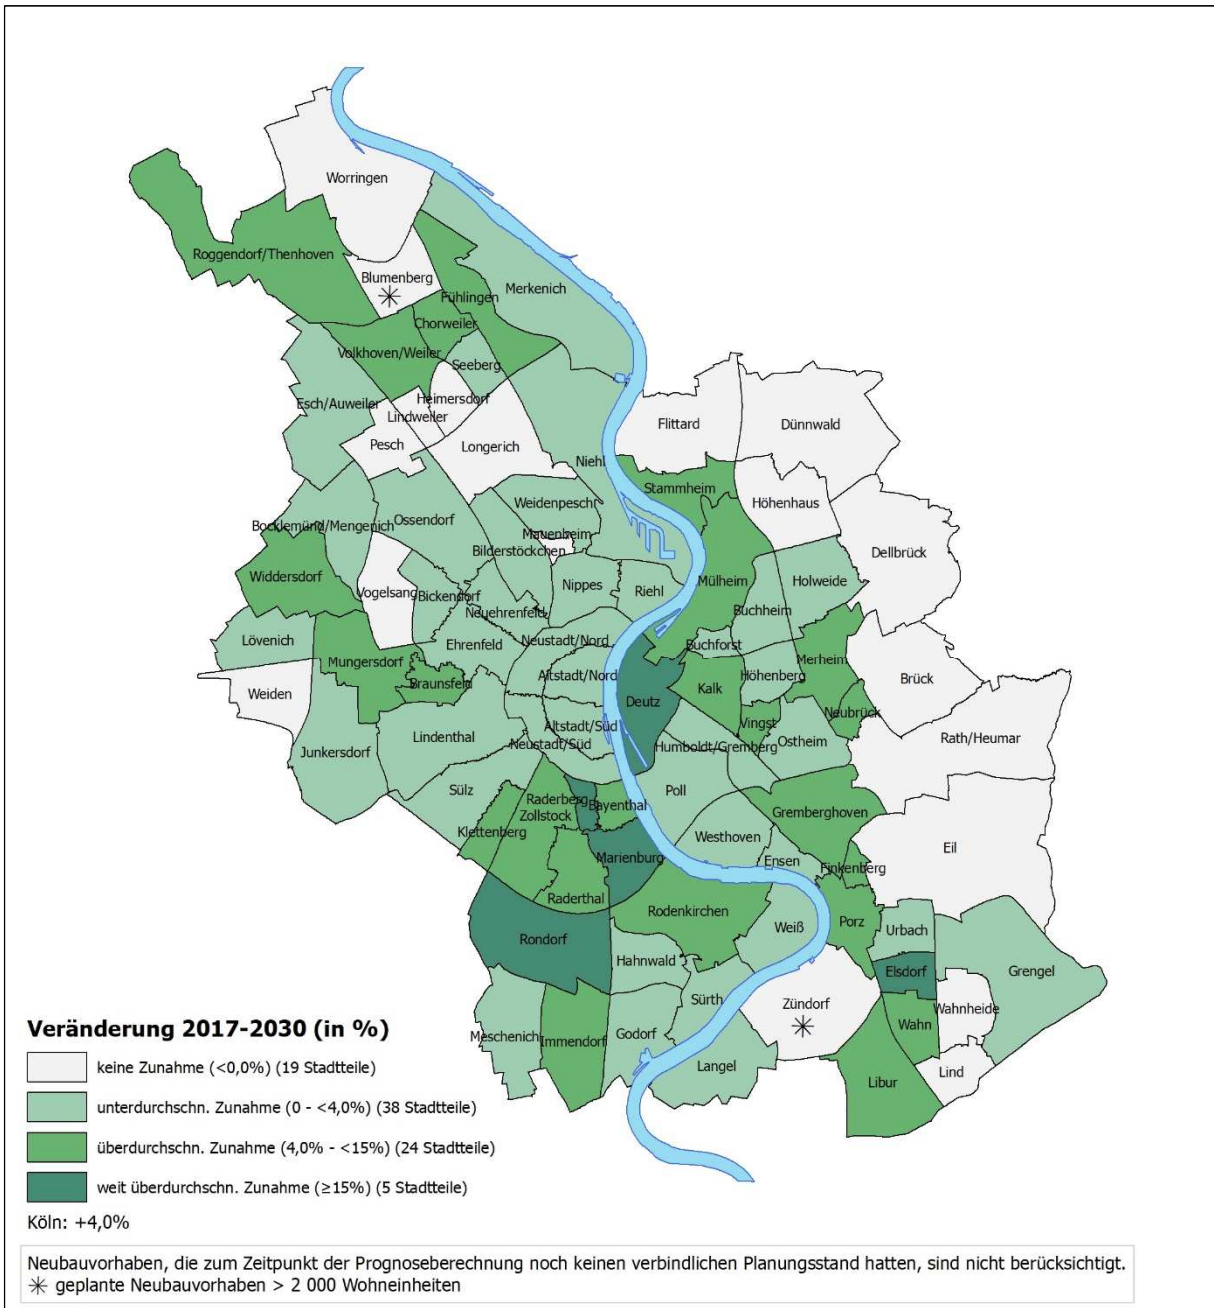 Worringen
Roggendorf/Thenhoven
Blumenberg
Fühlingen
Merkenich
Chorweiler
Volkhoven/Weiler
Seeberg
Heimersdorf
Esch/Auweiler
Lindweiler
Pesch
Longerich
Flittard
Dünnwald
Niehl
Stammheim
Höhenhaus
Weidenpesch
Bocklemünd/Mengenich
Ossendorf
Mauenheim
Bilderstöckchen
Dellbrück
Widdersdorf
Vogelsang
Bickendorf
Nippes
Riehl
Mülheim
Holweide
Neuehrenfeld
Buchheim
Lövenich
Ehrenfeld
Neustadt/Nord
Buchforst
Mungersdorf
Braunsfeld
Altstadt/Nord
Höhenberg
Merheim
Brück
Weiden
Deutz
Kalk
Neubrück
Vingst
Altstadt/Süd
Lindenthal
Neustadt/Süd
Humboldt/Gremberg
Ostheim
Rath/Heumar
Junkersdorf
Sülz
Poll
Raderberg
Bayenthal
Zollstock
Gremberghoven
Klettenberg
Westhoven
Eil
Marienburg
Ensen
Finkenberg
Raderthal
Rodenkirchen
Porz
Weiß
Urbach
Rondorf
Hahnwald
Elsdorf
Grengel
Sürth
Zündorf
Wahnheide
Wahn
Meschenich
Immendorf
Godorf
Langel
Libur
Lind
Veränderung 2017-2030 (in %)
keine Zunahme (<0,0%) (19 Stadtteile)
unterdurchschn. Zunahme (0 - <4,0%) (38 Stadtteile)
überdurchschn. Zunahme (4,0% - <15%) (24 Stadtteile)
weit überdurchschn. Zunahme (≥15%) (5 Stadtteile)
Köln: +4,0%
Neubauvorhaben, die zum Zeitpunkt der Prognoseberechnung noch keinen verbindlichen Planungsstand hatten, sind nicht berücksichtigt.
geplante Neubauvorhaben > 2 000 Wohneinheiten